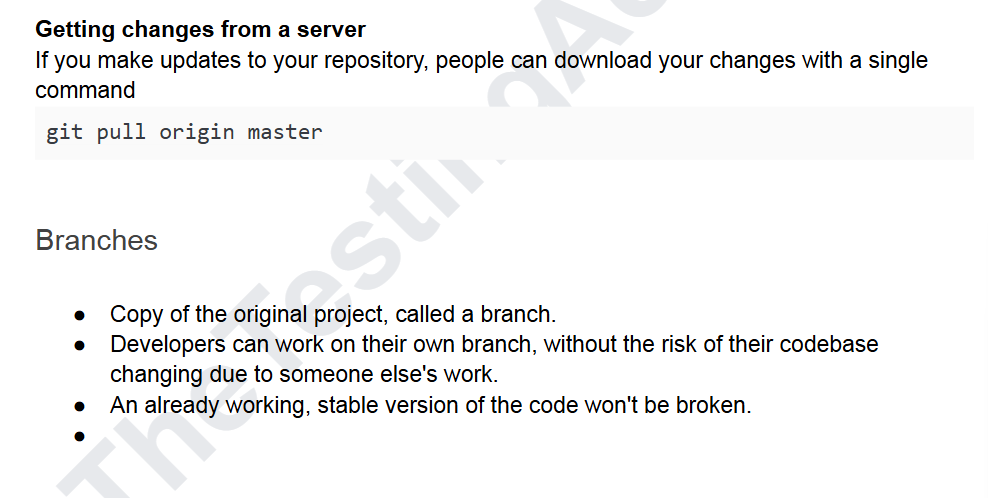 Getting changes from a server
If you make updates to your repository, people can download your changes with a single
command
git pull origin master
Branches
● Copy of the original project, called a branch.
● Developers can work on their own branch, without the risk of their codebase
changing due to someone else's work.
● An already working, stable version of the code won't be broken.
●